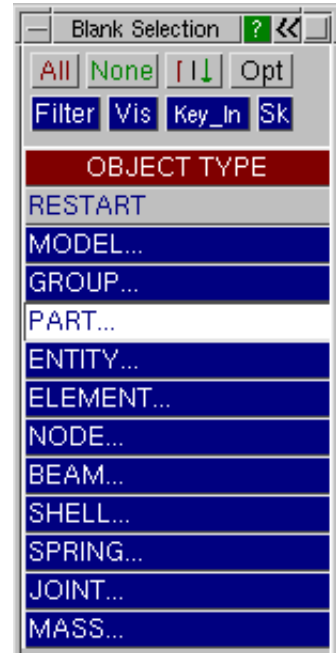 Blank Selection ? <<
All None Opt
Filter Vis Key_In Sk
OBJECT TYPE
RESTART
MODEL...
GROUP...
PART...
ENTITY...
ELEMENT...
NODE...
BEAM...
SHELL...
SPRING...
JOINT...
MASS...